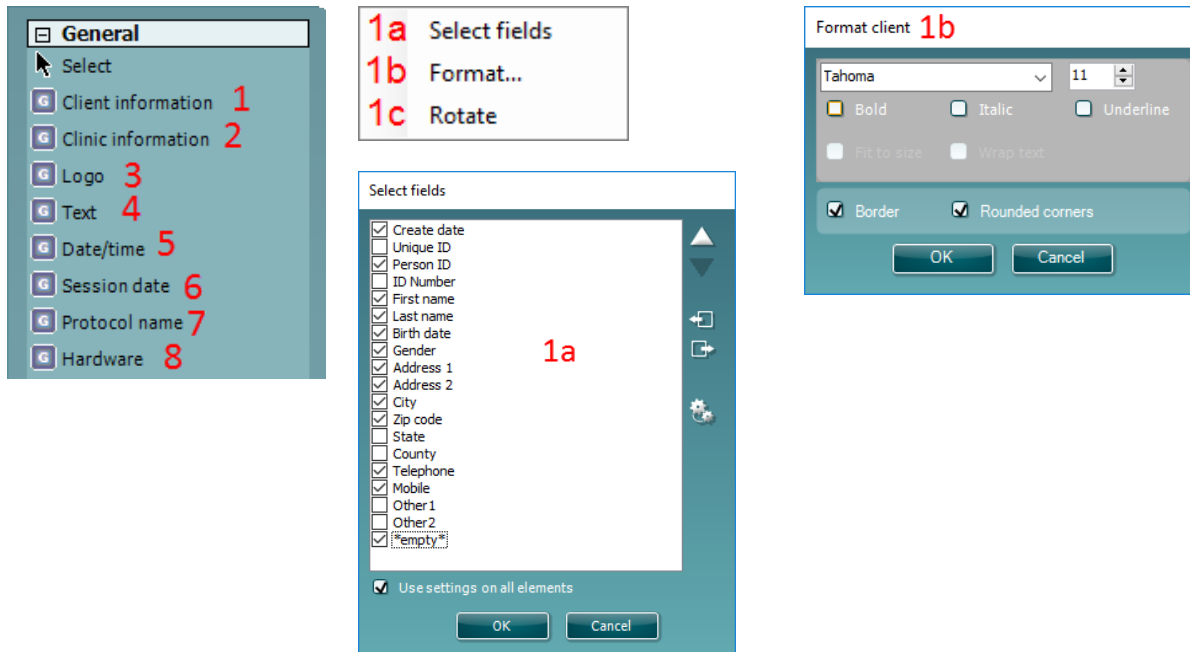 General
Select
Client information 1
Clinic information 2
Logo 3
Text 4
Date/time 5
Session date 6
Protocol name 7
Hardware 8
1a Select fields
1b Format...
1c Rotate
Select fields
Create date
Unique ID
Person ID
ID Number
First name
Last name
Birth date
Gender
1a
Address 1
Address 2
City
Zip code
State
County
Telephone
Mobile
Other1
Other2
*empty*
Use settings on all elements
OK Cancel
Format client 1b
Tahoma 11
Bold Italic Underline
Fit to size Wrap text
Border Rounded corners
OK Cancel